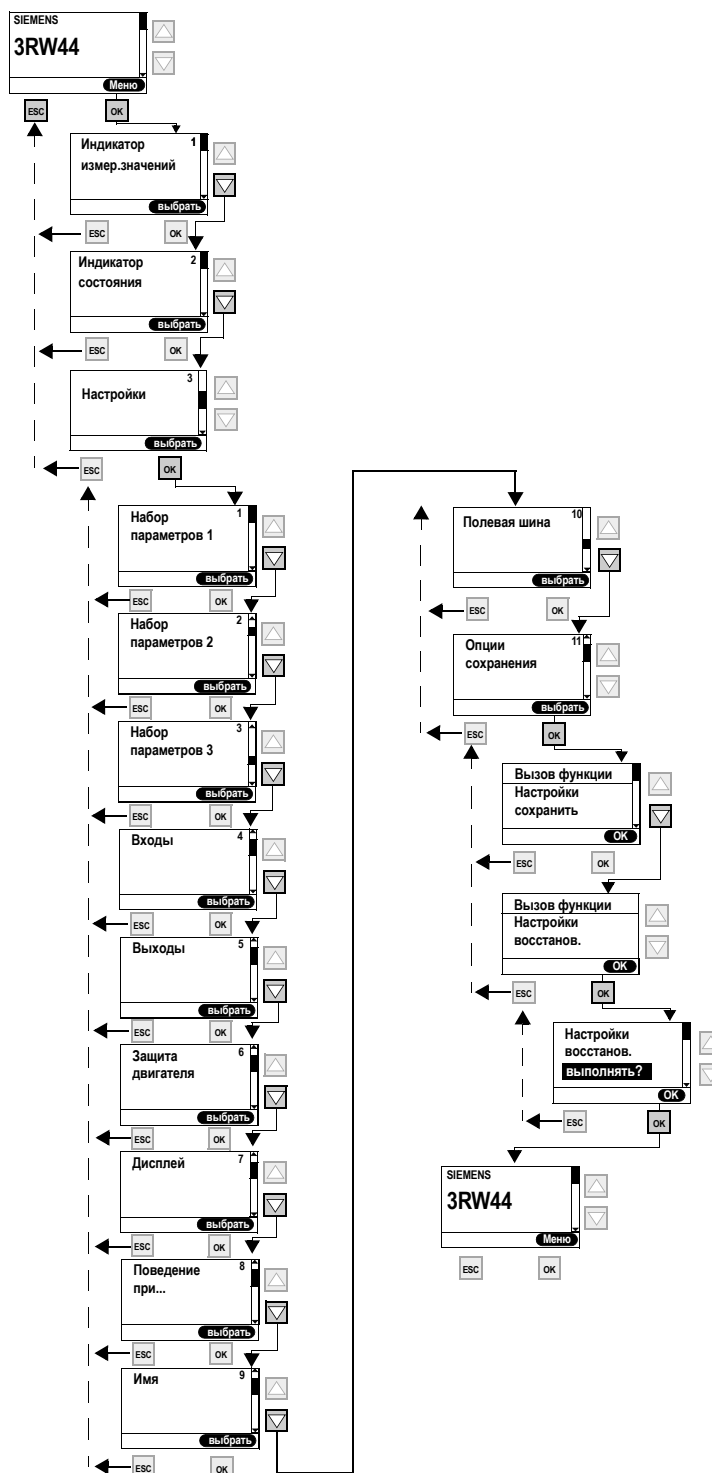 SIEMENS
3RW44
Меню
ESC
OK
Индикатор
1
измер.значений
выбрать
ESC
OK
Индикатор
2
состояния
выбрать
ESC
OK
3
Настройки
выбрать
ESC
OK
Набор
1
параметров 1
выбрать
ESC
OK
Набор
2
параметров 2
выбрать
ESC
OK
Набор
3
параметров 3
выбрать
ESC
OK
Входы
4
выбрать
ESC
OK
Выходы
5
выбрать
ESC
OK
Защита
6
двигателя
выбрать
ESC
OK
Дисплей
7
выбрать
ESC
OK
Поведение
8
при...
выбрать
ESC
OK
Имя
9
выбрать
ESC
OK
Полевая шина
10
выбрать
ESC
OK
Опции
11
сохранения
выбрать
ESC
OK
Вызов функции
Настройки
сохранить
OK
ESC
OK
Вызов функции
Настройки
восстанов.
OK
ESC
OK
Настройки
восстанов.
выполнять?
OK
ESC
OK
SIEMENS
3RW44
Меню
ESC
OK